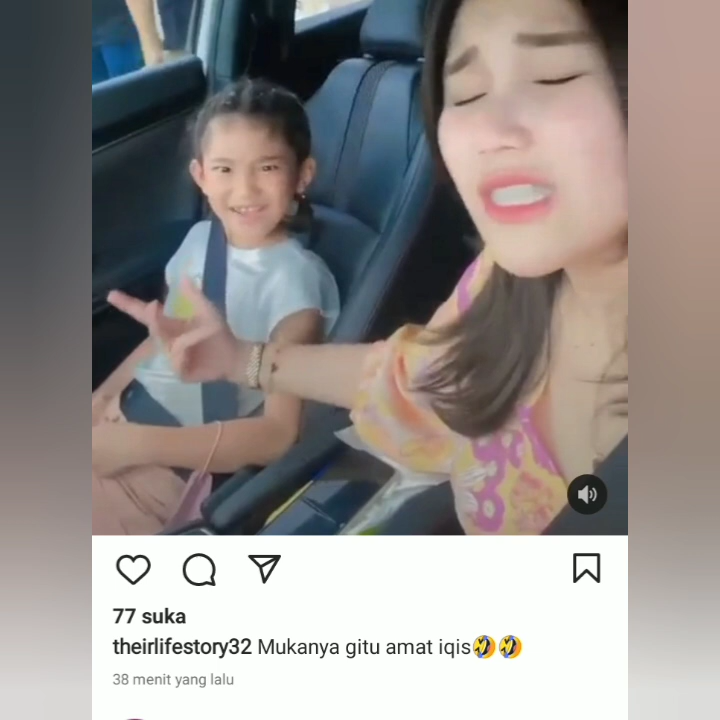 77 suka
theirlifestory32 Mukanya gitu amat iqis🤣🤣
38 menit yang lalu